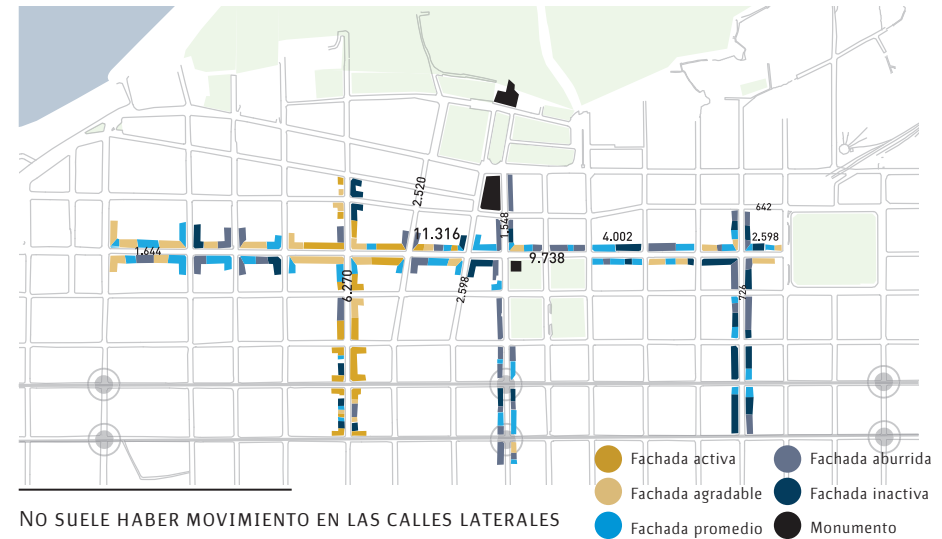 2.520
642
1.548
11.316
4.002
2.598
1.644
9.738
6.270
2.598
726
Fachada activa
Fachada aburrida
Fachada agradable
Fachada inactiva
Fachada promedio
Monumento
No suele haber movimiento en las calles laterales